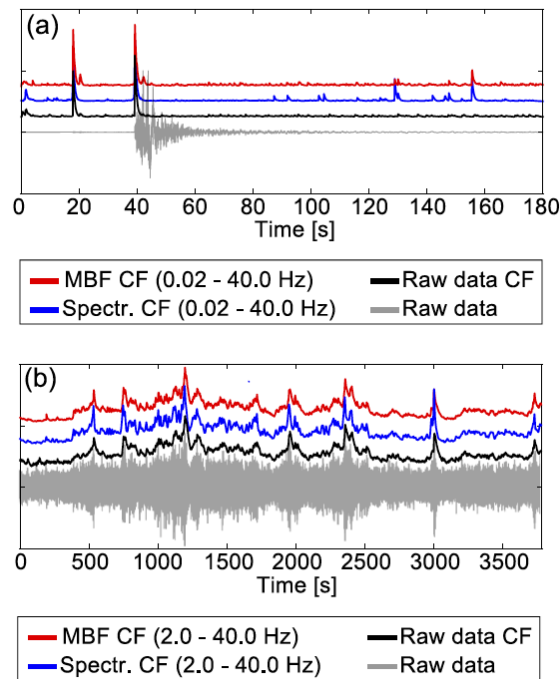 (a)
0 20 40 60 80 100 120 140 160 180
Time [s]
MBF CF (0.02 - 40.0 Hz) Raw data CF
Spectr. CF (0.02 - 40.0 Hz) Raw data
(b)
0 500 1000 1500 2000 2500 3000 3500
Time [s]
MBF CF (2.0 - 40.0 Hz) Raw data CF
Spectr. CF (2.0 - 40.0 Hz) Raw data